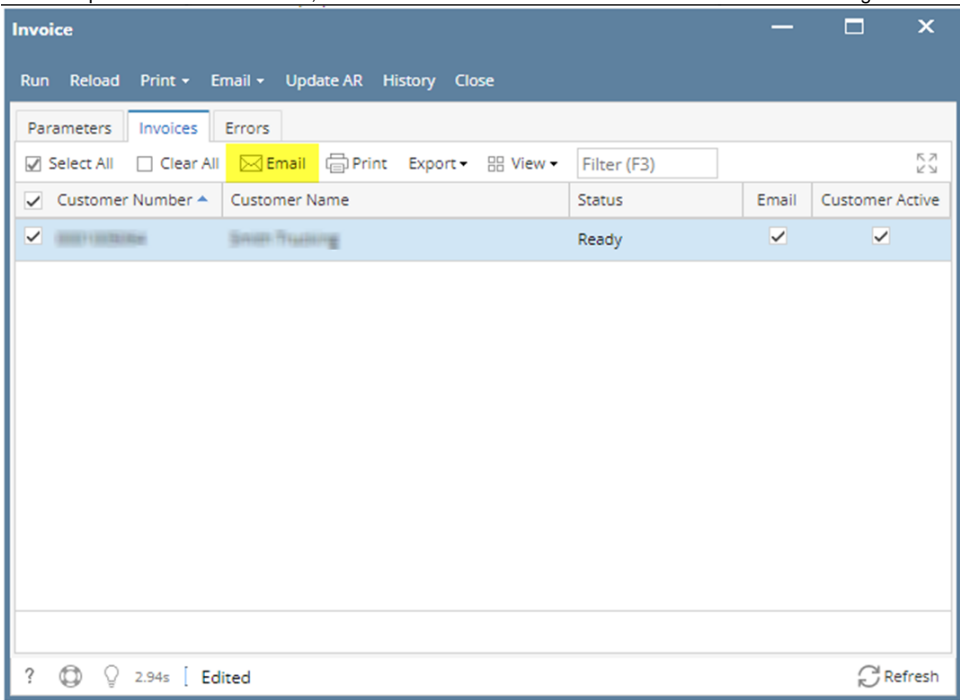 Invoice
Run Reload Print Email Update AR History Close
Parameters Invoices Errors
Select All Clear All Email Print Export View Filter (F3)
Customer Number Customer Name Status Email Customer Active
Ready
? 2.94s [ Edited Refresh